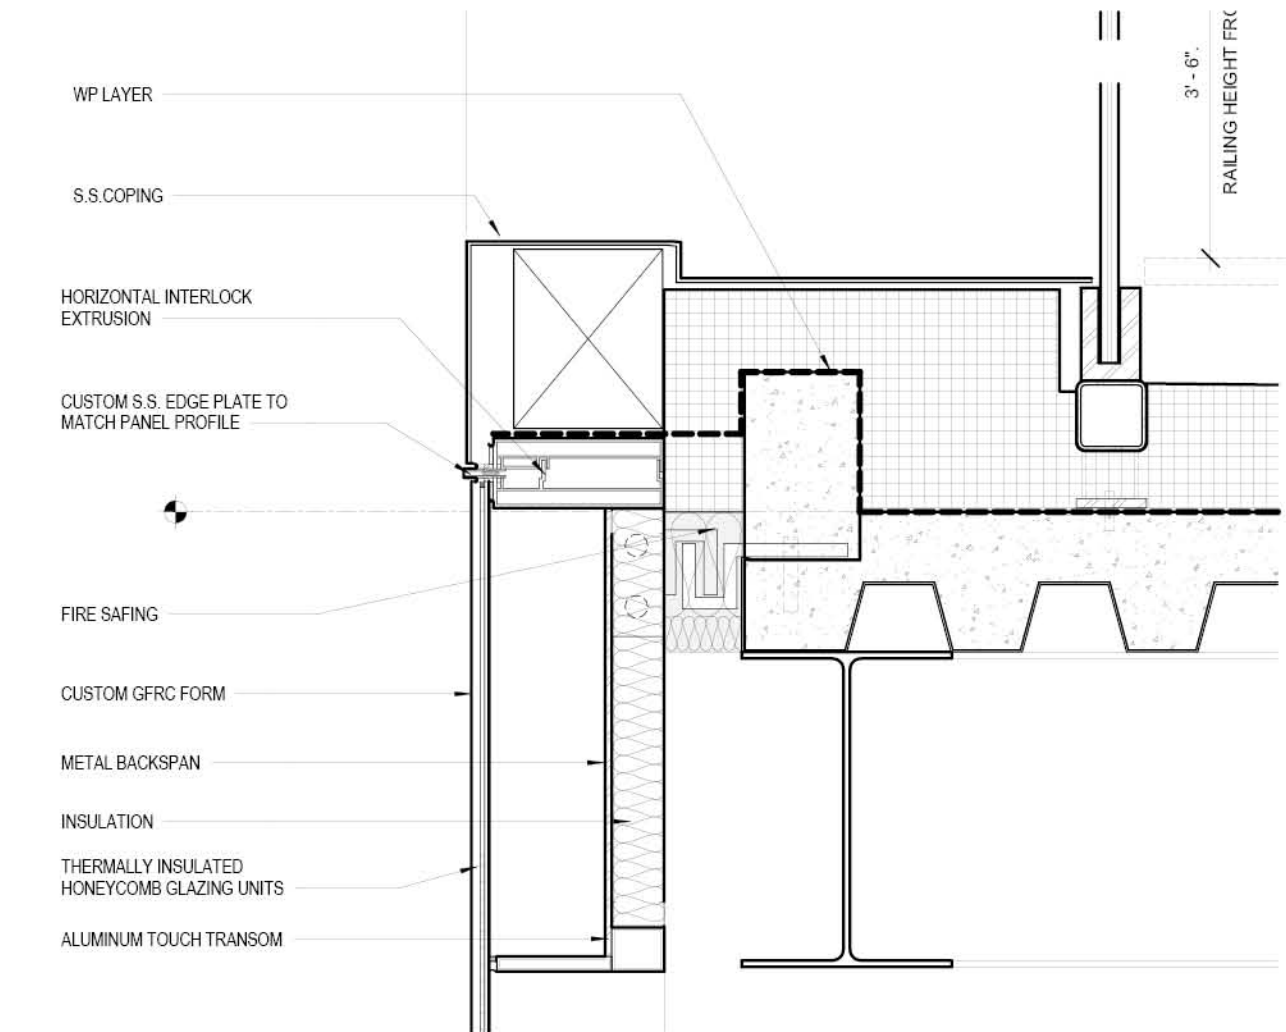 3' - 6".
RAILING HEIGHT FRO
WP LAYER
S.S.COPING
HORIZONTAL INTERLOCK
EXTRUSION
CUSTOM S.S. EDGE PLATE TO
MATCH PANEL PROFILE
FIRE SAFING
CUSTOM GFRC FORM
METAL BACKSPAN
INSULATION
THERMALLY INSULATED
HONEYCOMB GLAZING UNITS
ALUMINUM TOUCH TRANSOM